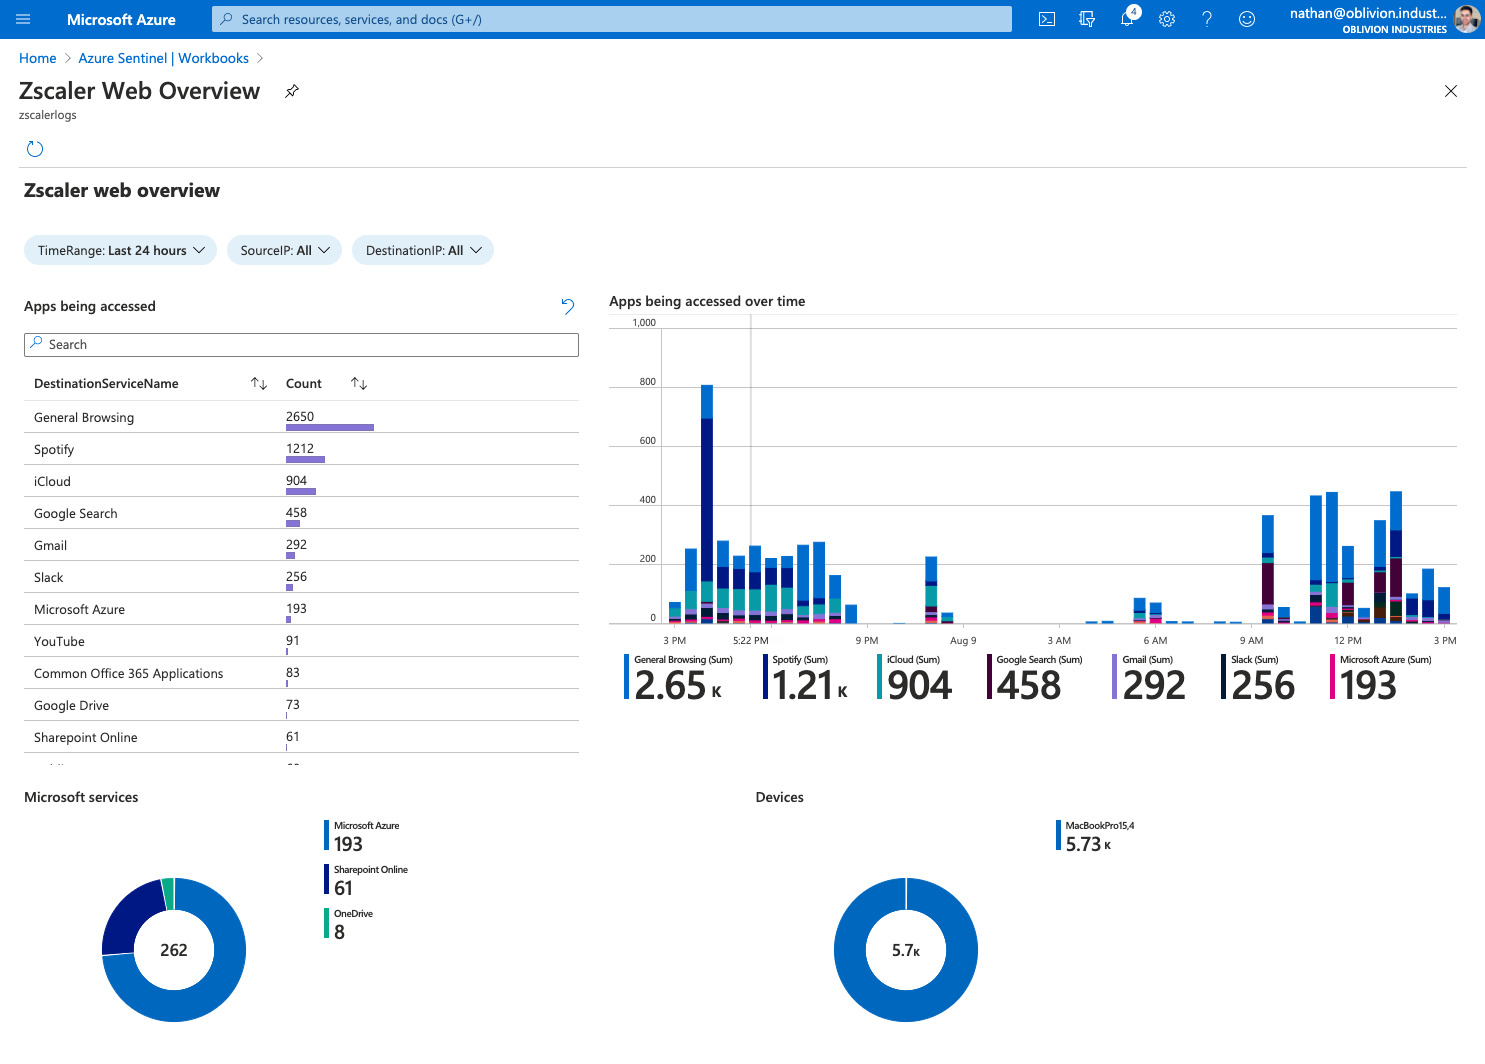 Microsoft Azure
Search resources, services, and docs (G+/)
4
nathan@oblivion.indust...
OBLIVION INDUSTRIES
Home > Azure Sentinel | Workbooks >
Zscaler Web Overview
zscalerlogs
Zscaler web overview
TimeRange: Last 24 hours
SourceIP: All
DestinationIP: All
Apps being accessed
Search
DestinationServiceName Count
General Browsing 2650
Spotify 1212
iCloud 904
Google Search 458
Gmail 292
Slack 256
Microsoft Azure 193
YouTube 91
Common Office 365 Applications 83
Google Drive 73
Sharepoint Online 61
Apps being accessed over time
1,000
800
600
400
200
0
3 PM 5:22 PM 9 PM Aug 9 3 AM 6 AM 9 AM 12 PM 3 PM
General Browsing (Sum) Spotify (Sum) iCloud (Sum) Google Search (Sum) Gmail (Sum) Slack (Sum) Microsoft Azure (Sum)
2.65 K 1.21 K 904 458 292 256 193
Microsoft services
Microsoft Azure
193
Sharepoint Online
61
OneDrive
8
262
Devices
MacBookPro15,4
5.73 K
5.7K